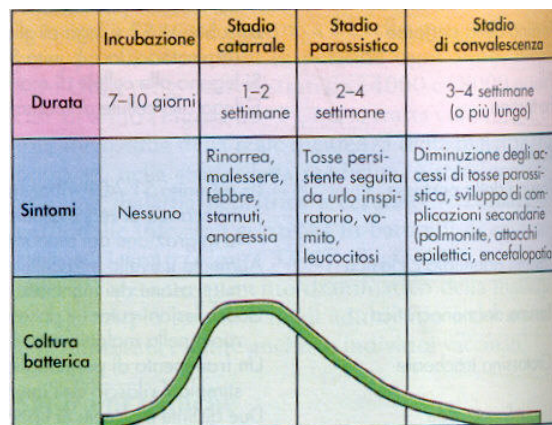 Incubazione
Stadio
catarrale
Stadio
parossistico
Stadio
di convalescenza
Durata
7–10 giorni
1–2
settimane
2–4
settimane
3–4 settimane
(o più lungo)
Sintomi
Nessuno
Rinorrea,
malessere,
febbre,
starnuti,
anoressia
Tosse persi-
stente seguita
da urlo inspi-
ratorio, vo-
mito,
leucocitosi
Diminuzione degli ac-
cessi di tosse parossi-
stica, sviluppo di com-
plicazioni secondarie
(polmonite, attocchi
epilettici, encefalopatia
Coltura
batterica